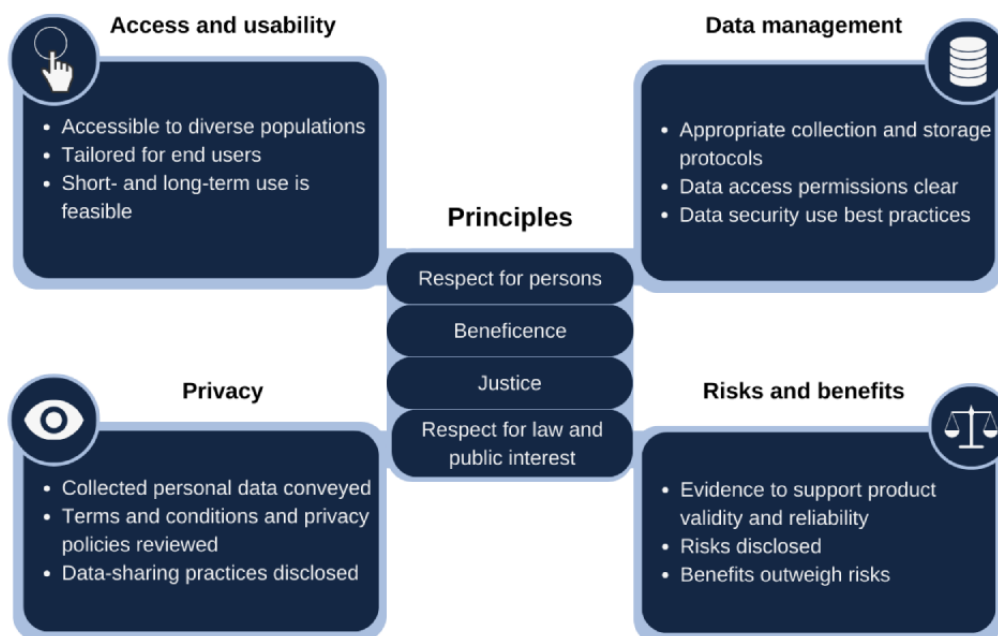 Access and usability
• Accessible to diverse populations
• Tailored for end users
• Short- and long-term use is
feasible
Data management
• Appropriate collection and storage
protocols
• Data access permissions clear
• Data security use best practices
Principles
Respect for persons
Beneficence
Justice
Respect for law and
public interest
Privacy
• Collected personal data conveyed
• Terms and conditions and privacy
policies reviewed
• Data-sharing practices disclosed
Risks and benefits
• Evidence to support product
validity and reliability
• Risks disclosed
• Benefits outweigh risks